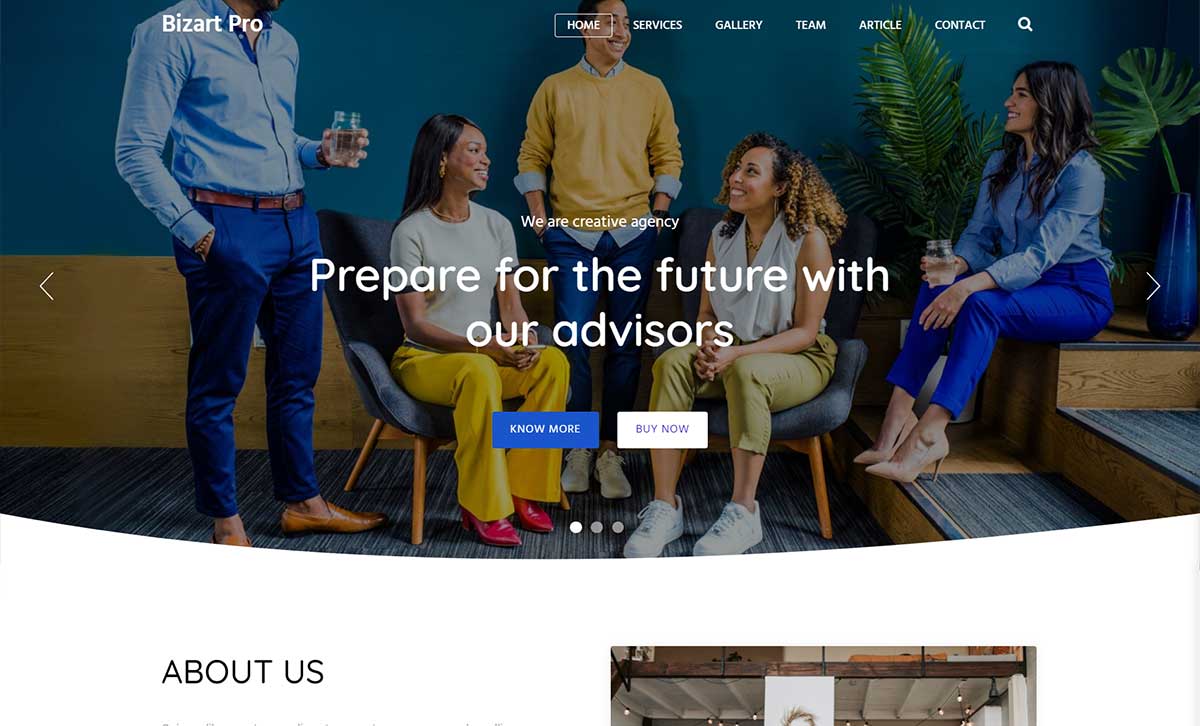 Bizart Pro
HOME SERVICES GALLERY TEAM ARTICLE CONTACT
We are creative agency
Prepare for the future with
our advisors
KNOW MORE BUY NOW
ABOUT US